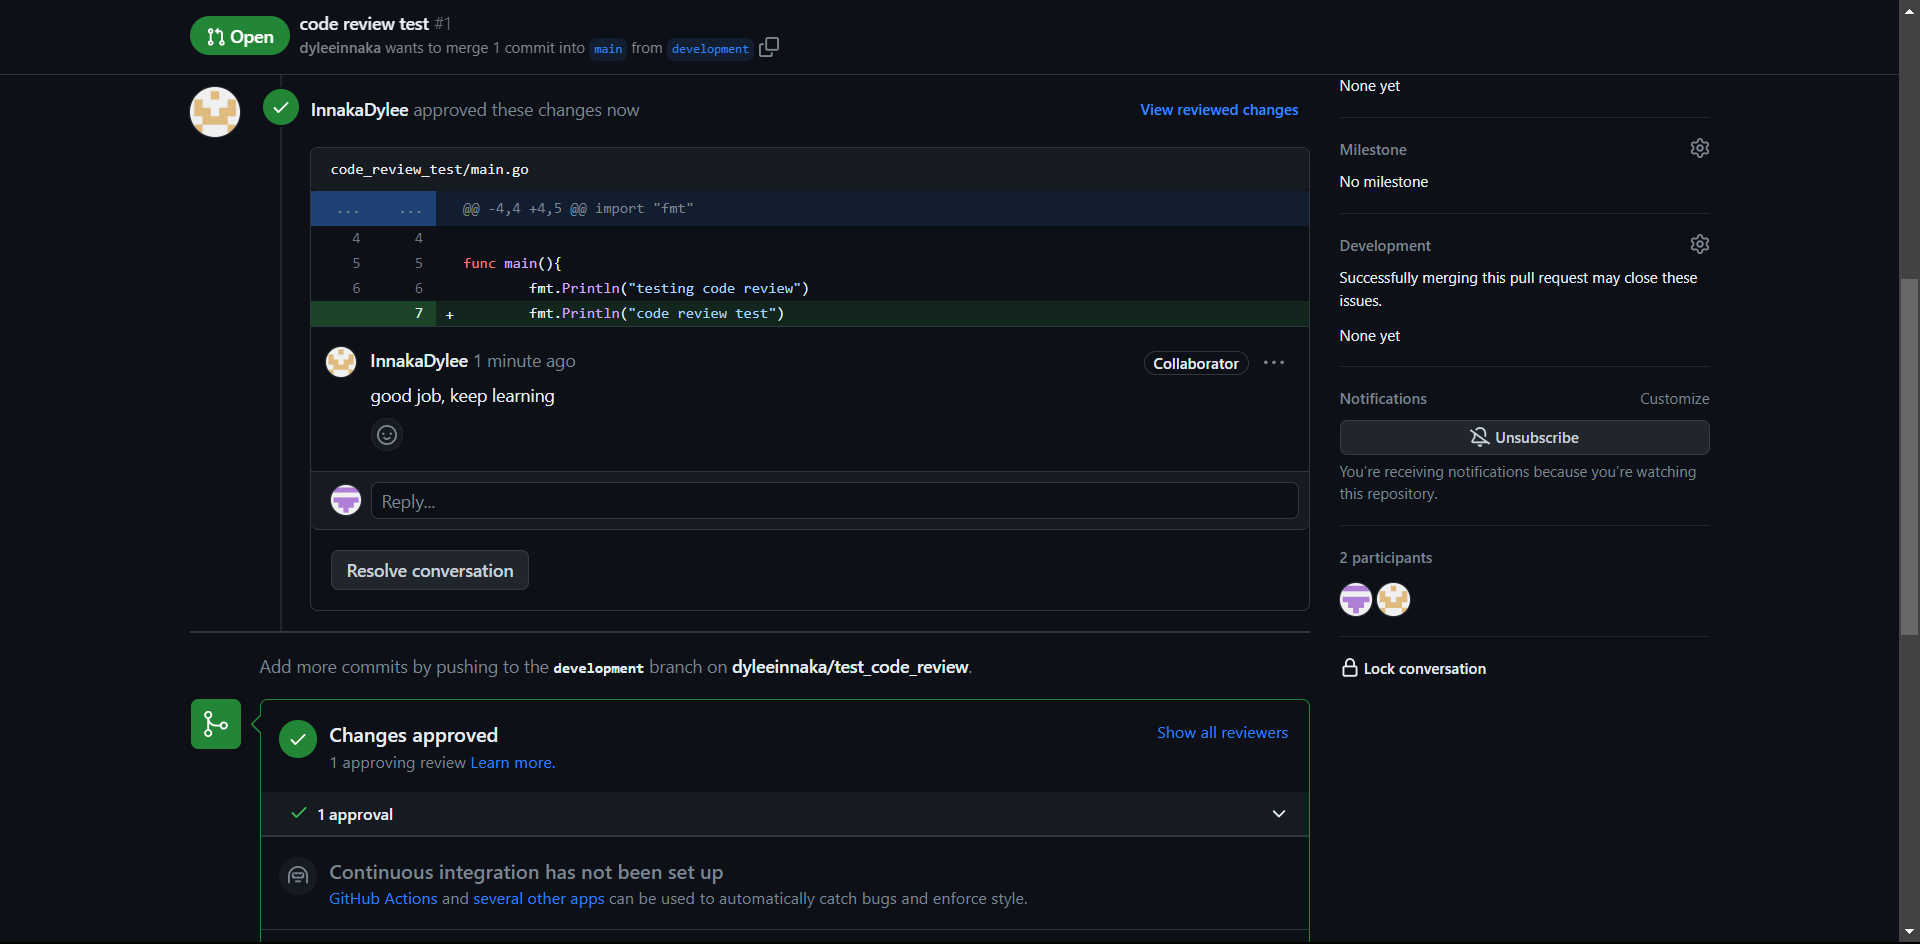 Open
code review test #1
dyleeinnaka wants to merge 1 commit into main from development
InnakaDylee approved these changes now
View reviewed changes
code_review_test/main.go
... ... @@ -4,4 +4,5 @@ import "fmt"
4 4
5 5 func main(){
6 6 fmt.Println("testing code review")
7 + fmt.Println("code review test")
InnakaDylee 1 minute ago
Collaborator
good job, keep learning
Reply...
Resolve conversation
Add more commits by pushing to the development branch on dyleeinnaka/test_code_review.
Changes approved
Show all reviewers
1 approving review Learn more.
1 approval
Continuous integration has not been set up
GitHub Actions and several other apps can be used to automatically catch bugs and enforce style.
None yet
Milestone
No milestone
Development
Successfully merging this pull request may close these
issues.
None yet
Notifications
Customize
Unsubscribe
You're receiving notifications because you're watching
this repository.
2 participants
Lock conversation